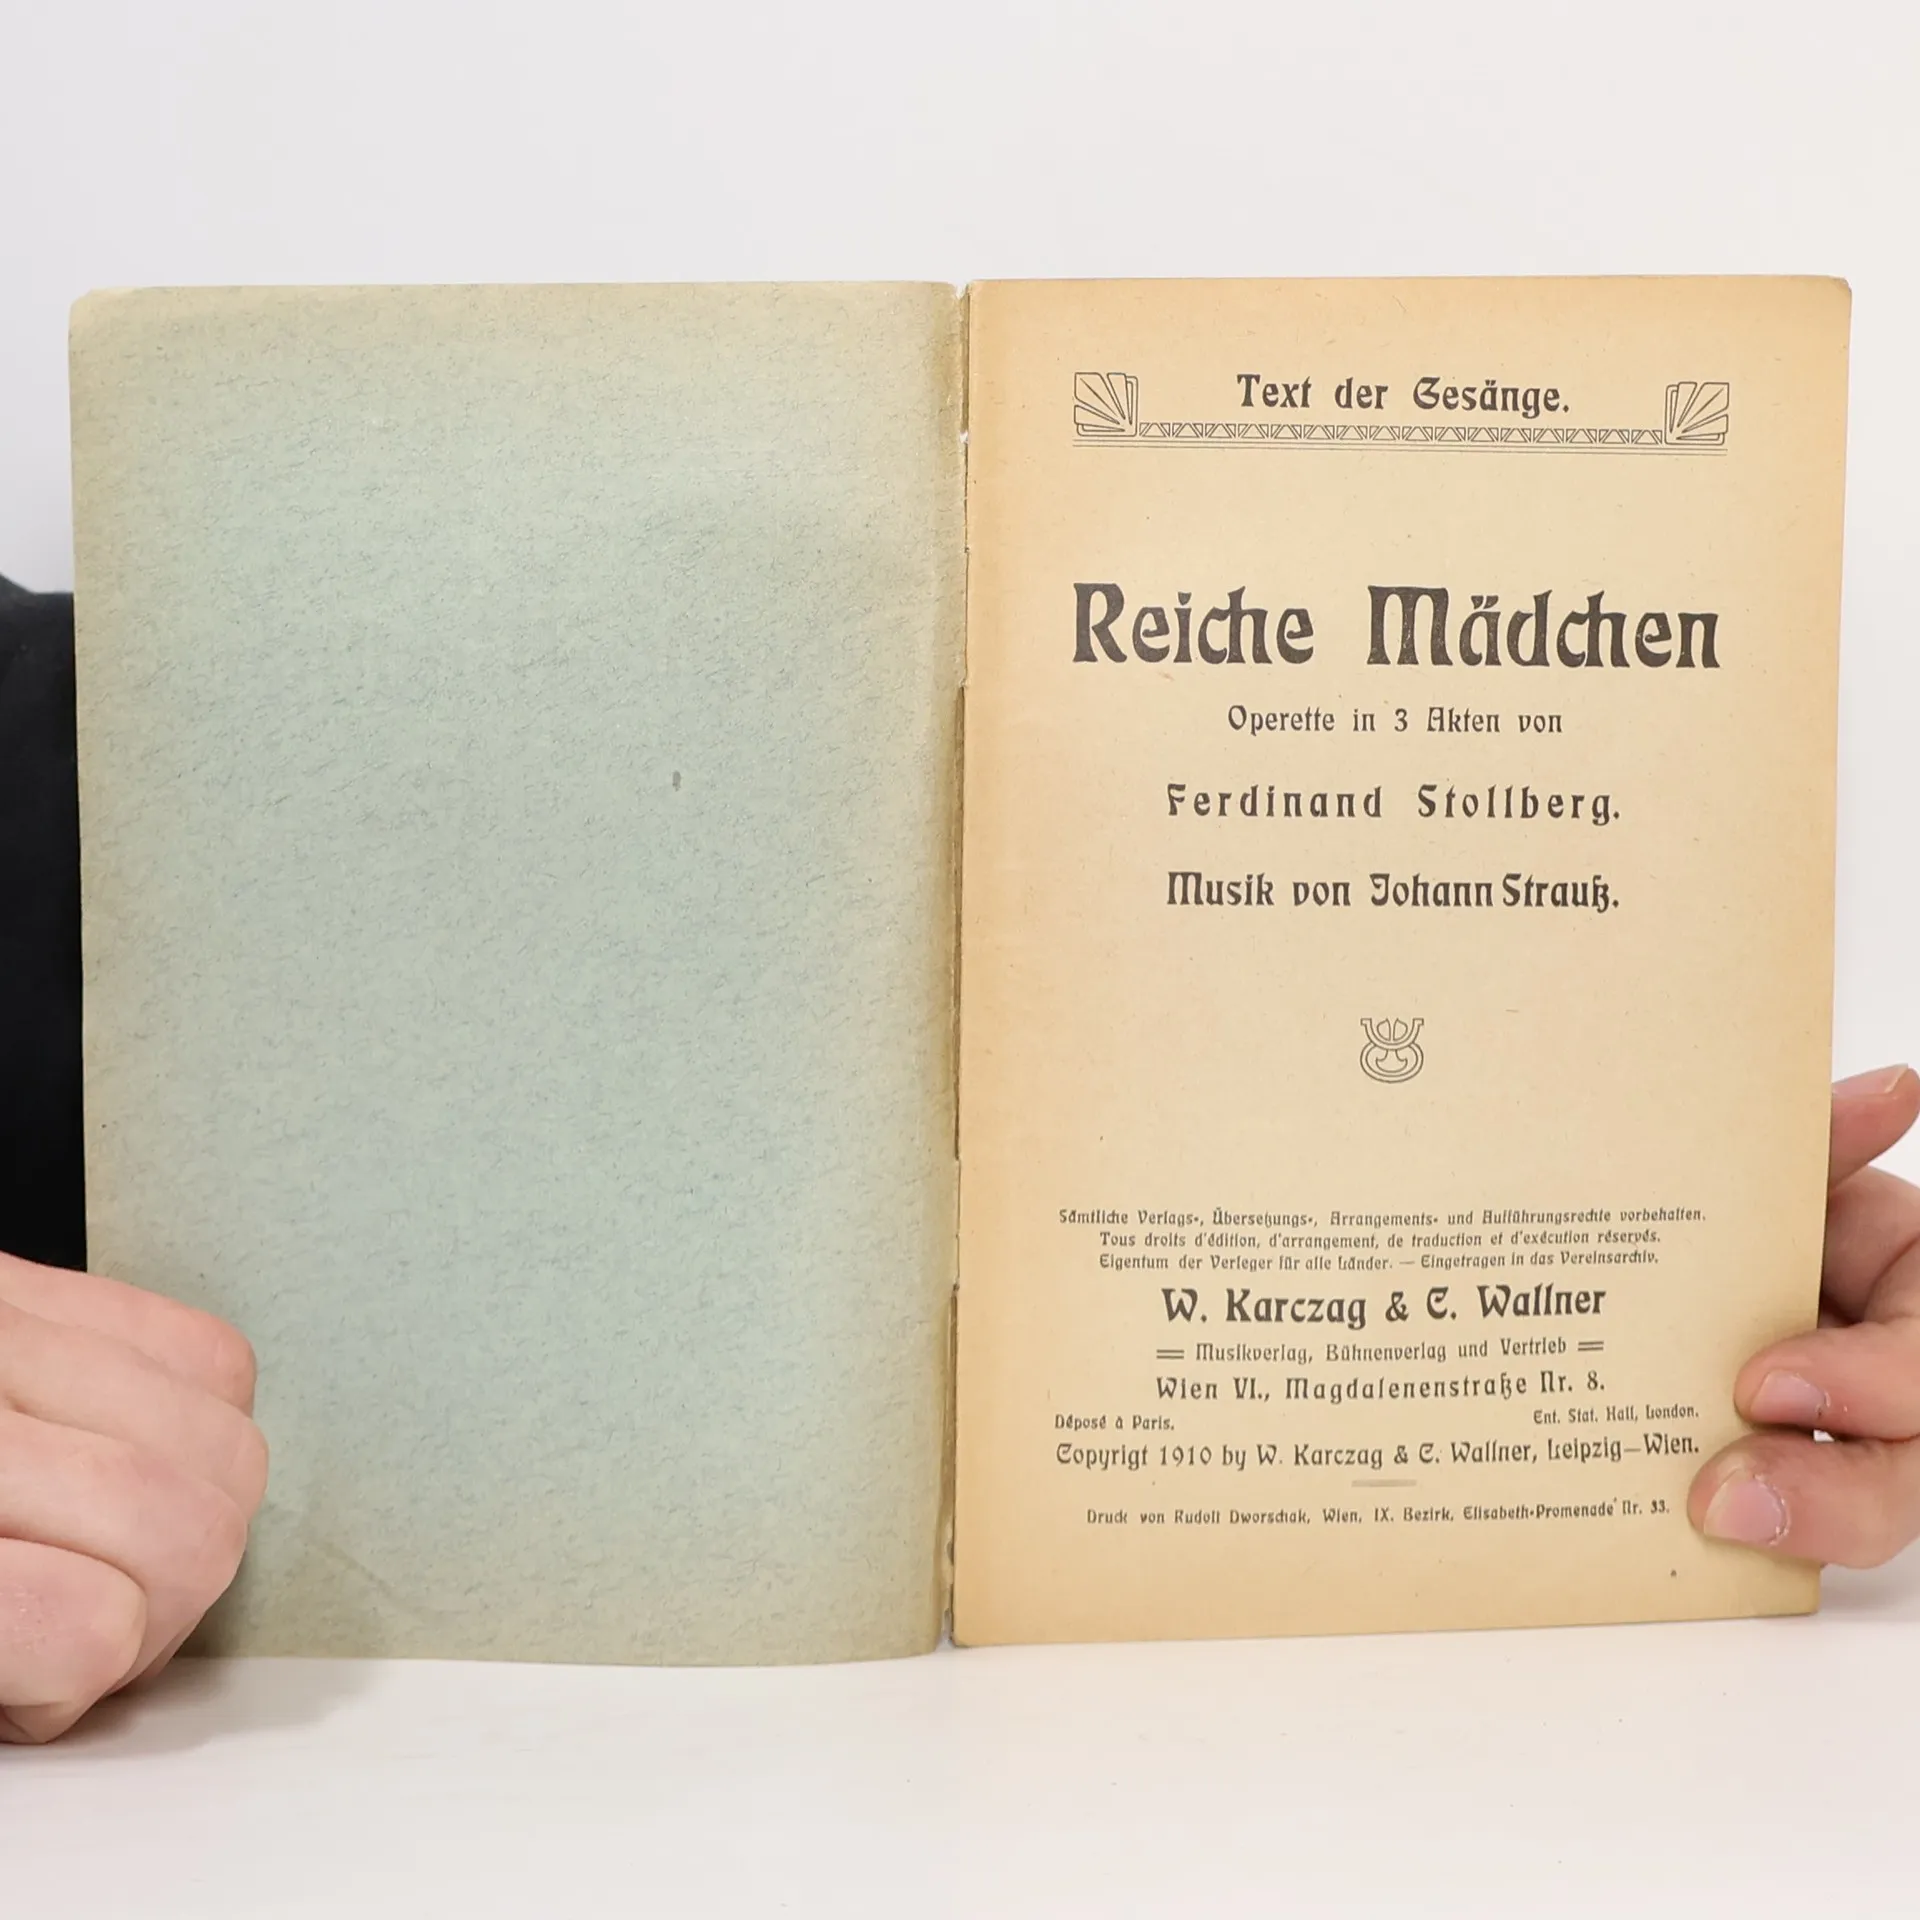 Text der Gesänge.
Reiche Mädchen
Operette in 3 Akten von
Ferdinand Stollberg.
Musik von Johann Strauß.
Sämtliche Verlags-, Übersetzungs-, Arrangements- und Aufführungsrechte vorbehalten.
Tous droits d'édition, d'arrangement, de traduction et d'exécution réservés.
Eigentum der Verleger für alle Länder. — Eingetragen in das Vereinsarchiv.
W. Karczag & C. Wallner
Musikverlag, Bühnenverlag und Vertrieb
Wien VI., Magdalenenstraße Nr. 8.
Déposé à Paris. Ent. Stat. Hall, London.
Copyrigt 1910 by W. Karczag & C. Wallner, Leipzig—Wien.
Druck von Rudolf Dworschak, Wien, IX. Bezirk, Elisabeth-Promenade Nr. 33.